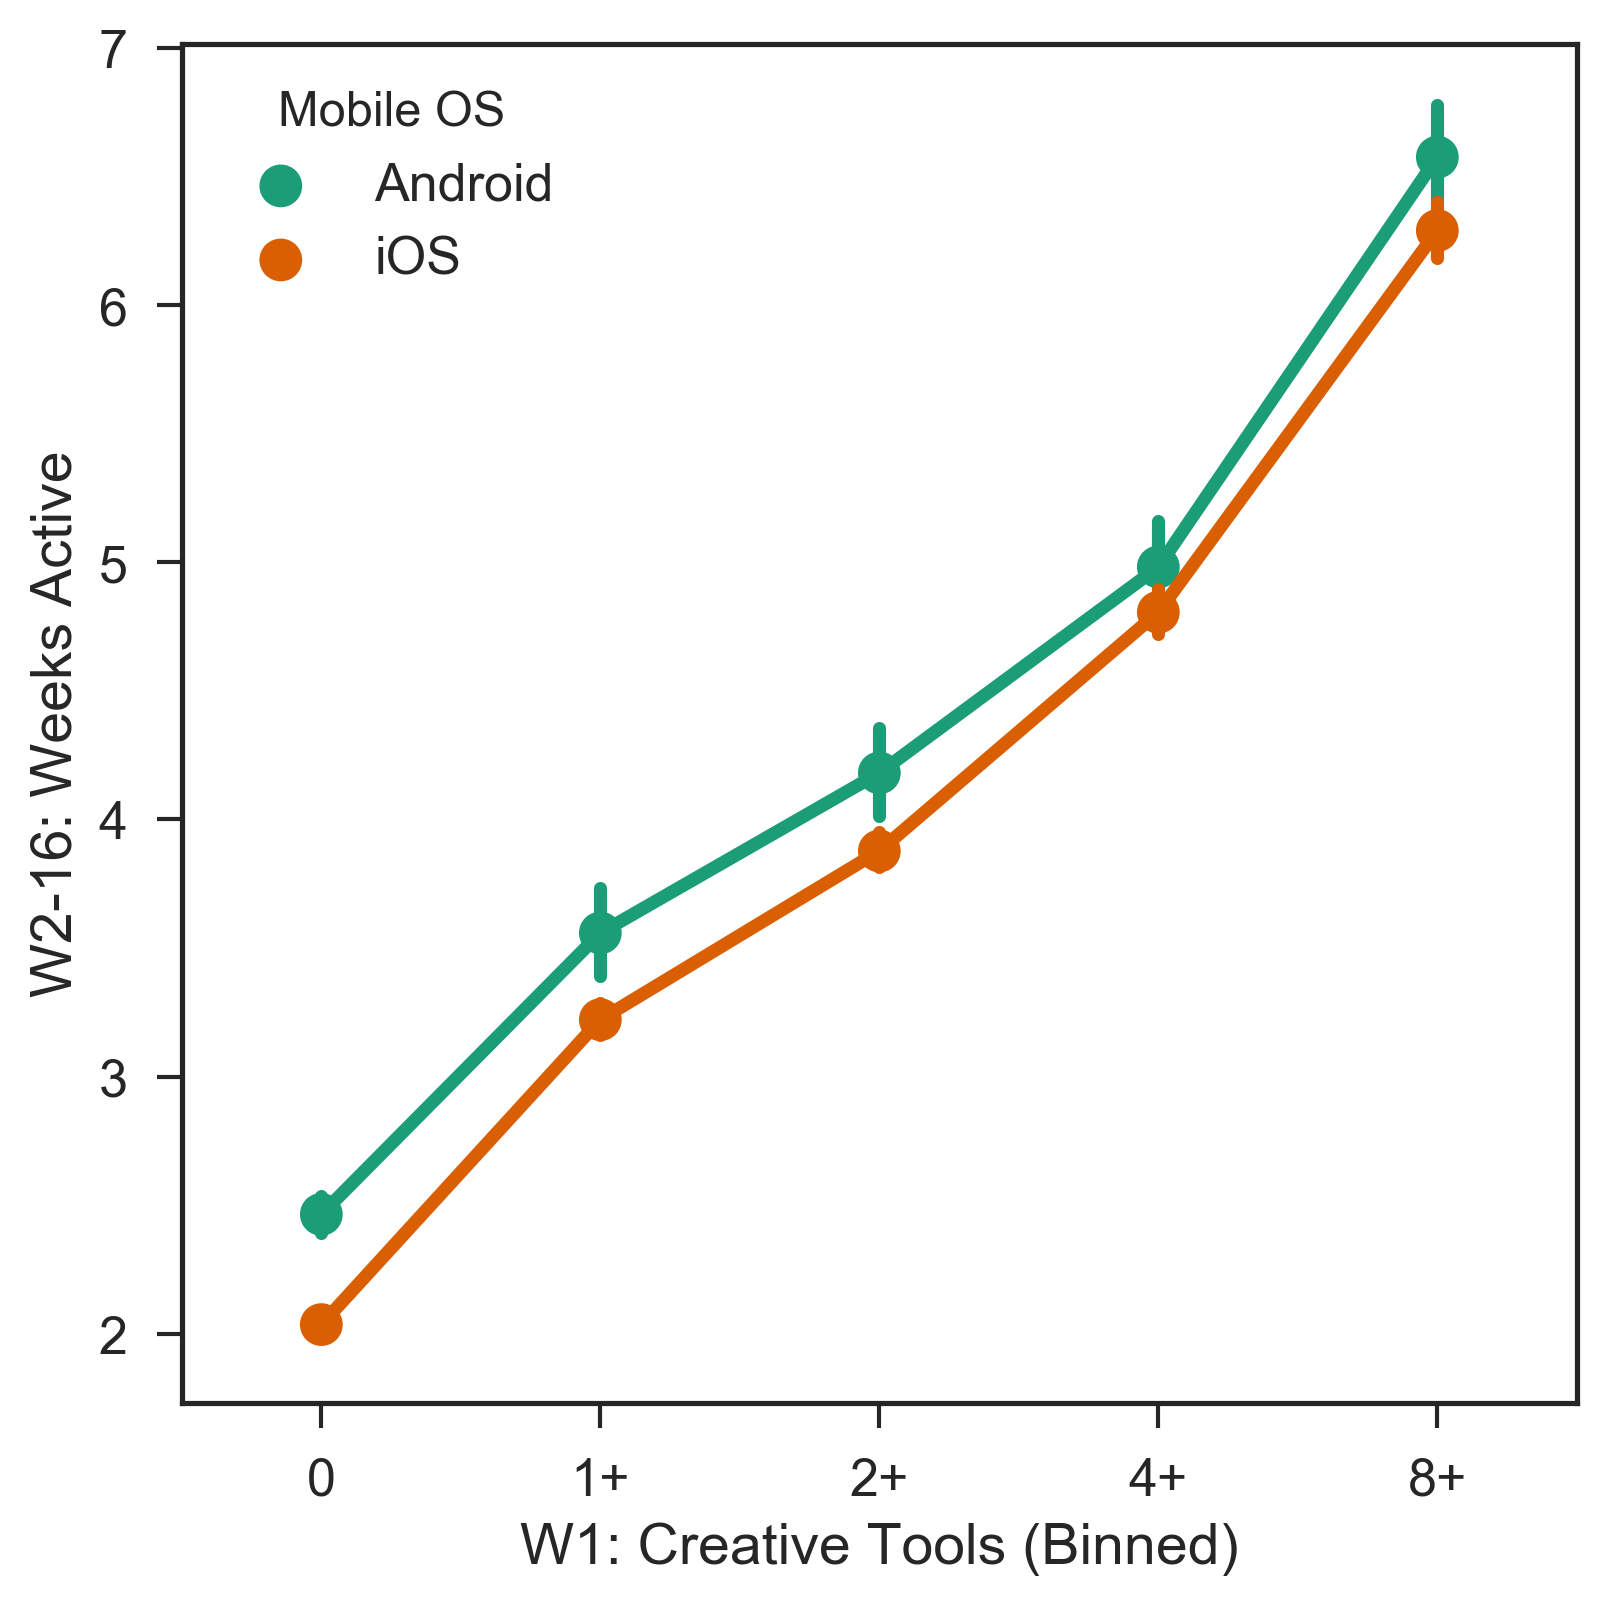 7
6
5
4
3
2
W2-16: Weeks Active
Mobile OS
Android
iOS
0 1+ 2+ 4+ 8+
W1: Creative Tools (Binned)